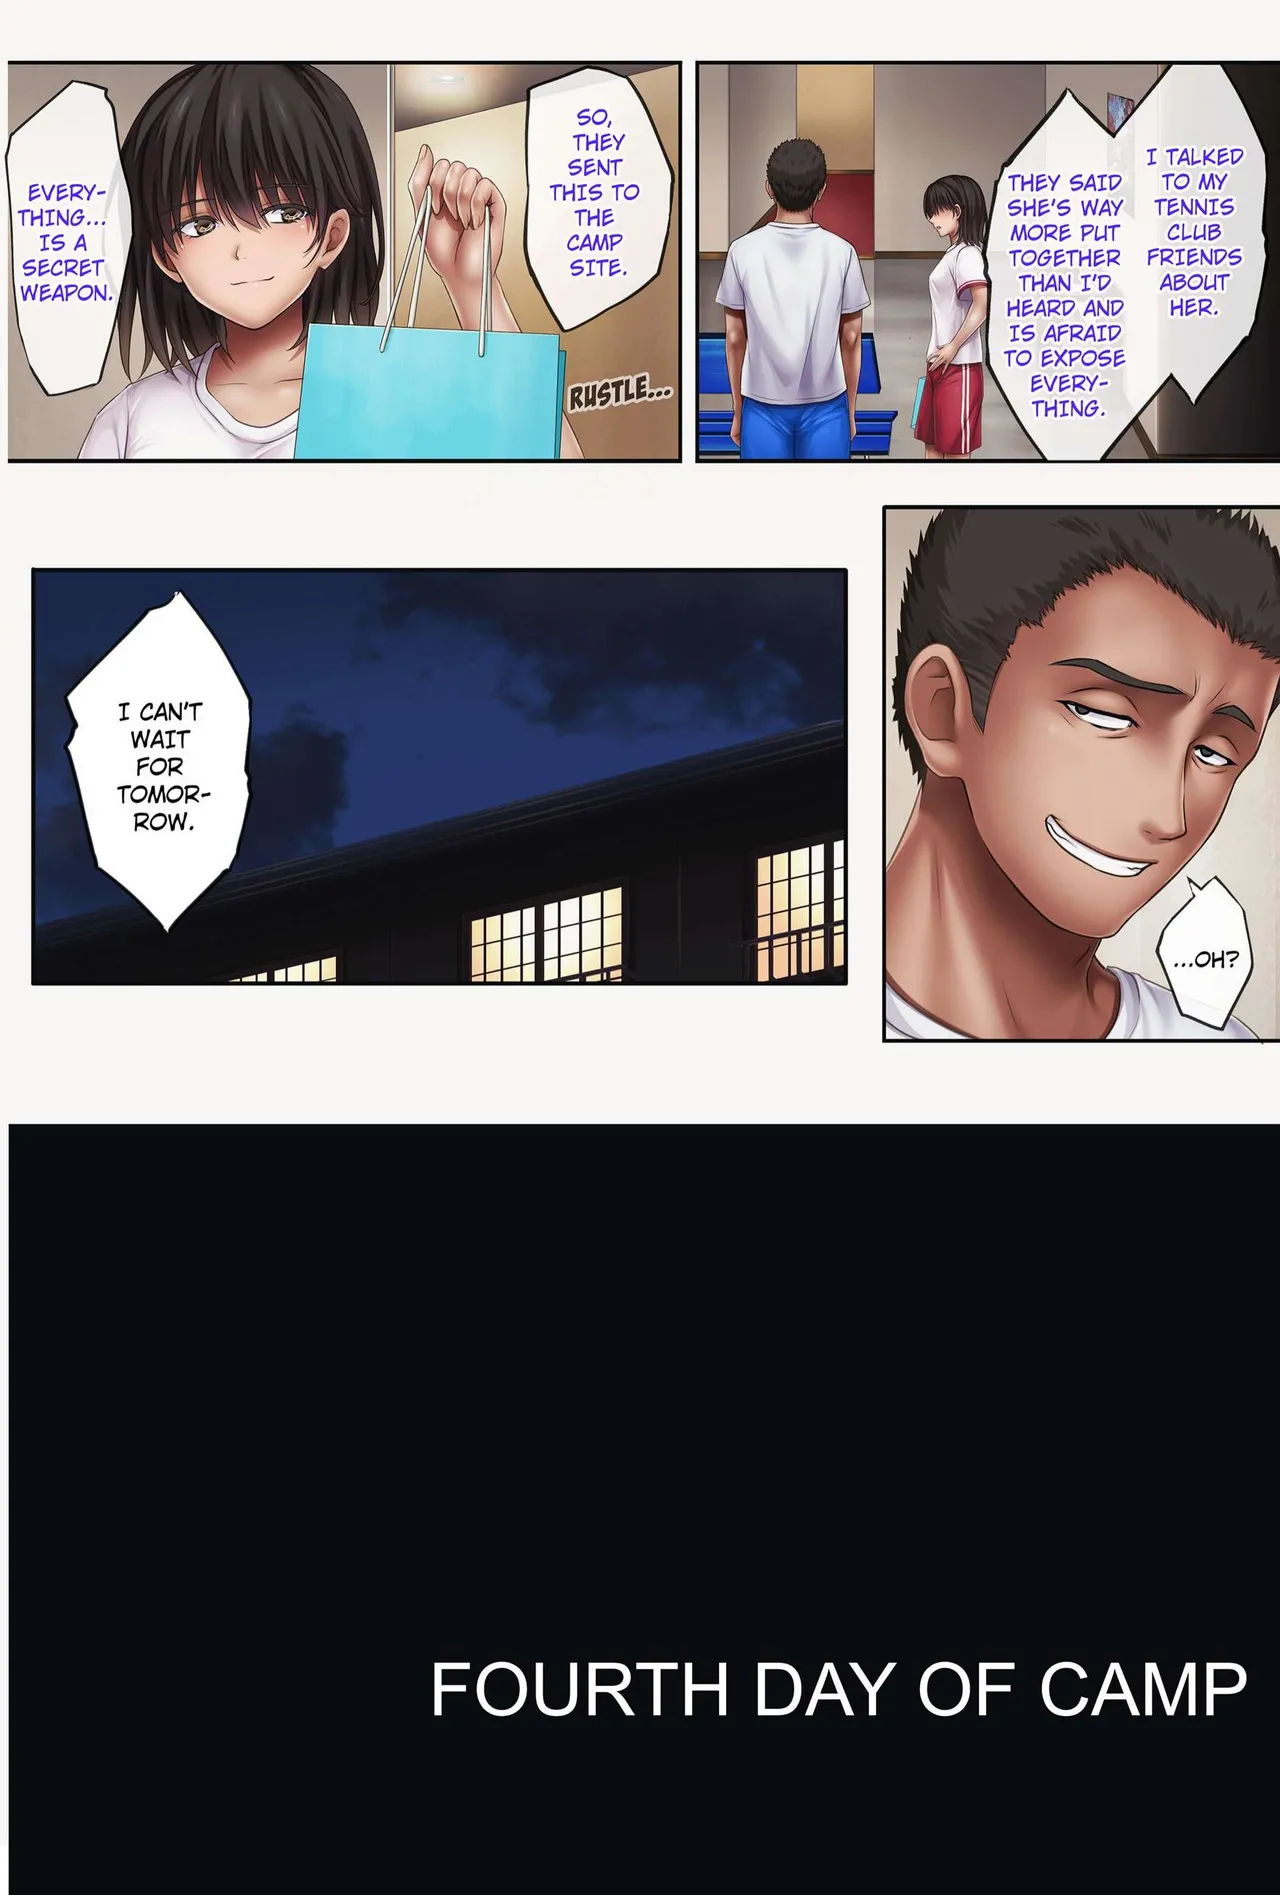 I TALKED
TO MY
TENNIS
CLUB
FRIENDS
ABOUT
HER.
THEY SAID
SHE'S WAY
MORE PUT
TOGETHER
THAN I'D
HEARD AND
IS AFRAID
TO EXPOSE
EVERY-
THING.
SO,
THEY
SENT
THIS TO
THE
CAMP
SITE.
RUSTLE...
EVERY-
THING...
IS A
SECRET
WEAPON.
...OH?
I CAN'T
WAIT
FOR
TOMOR-
ROW.
FOURTH DAY OF CAMP